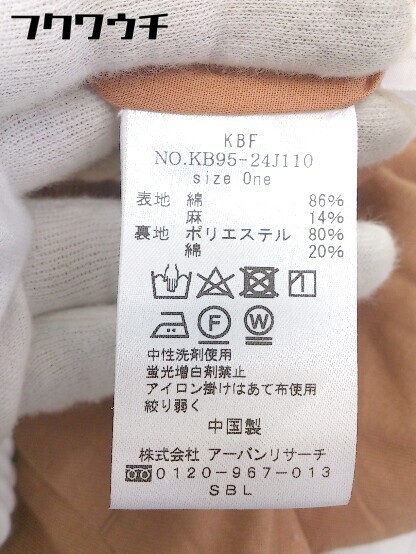 フクワウチ
KBF
NO.KB95-24J110
size One
表地 綿 86%
麻 14%
裏地 ポリエステル 80%
綿 20%
F W
中性洗剤使用
蛍光増白剤禁止
アイロン掛けはあて布使用
絞り弱く
中国製
株式会社 アーバンリサーチ
0120-967-013
SBL